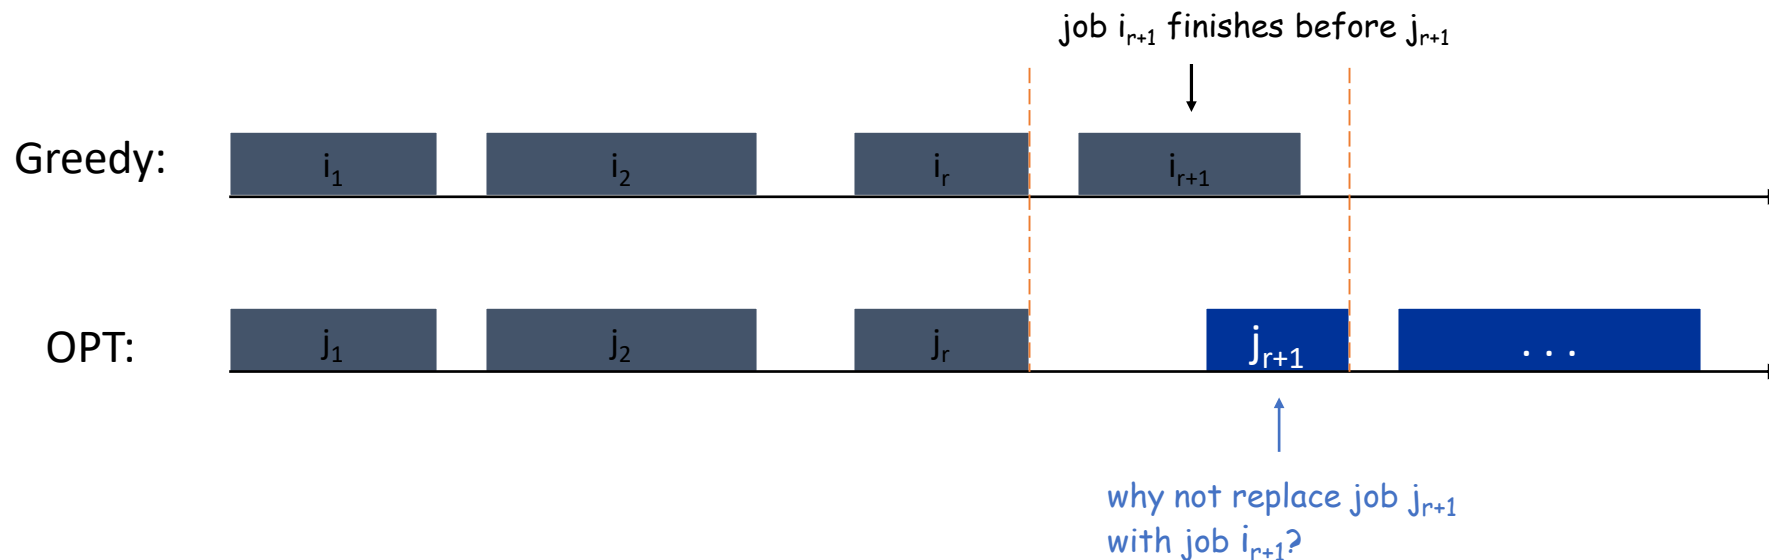 job i_{r+1} finishes before j_{r+1}
Greedy: i_1 i_2 i_r i_{r+1}
OPT: j_1 j_2 j_r j_{r+1} . . .
why not replace job j_{r+1}
with job i_{r+1}?